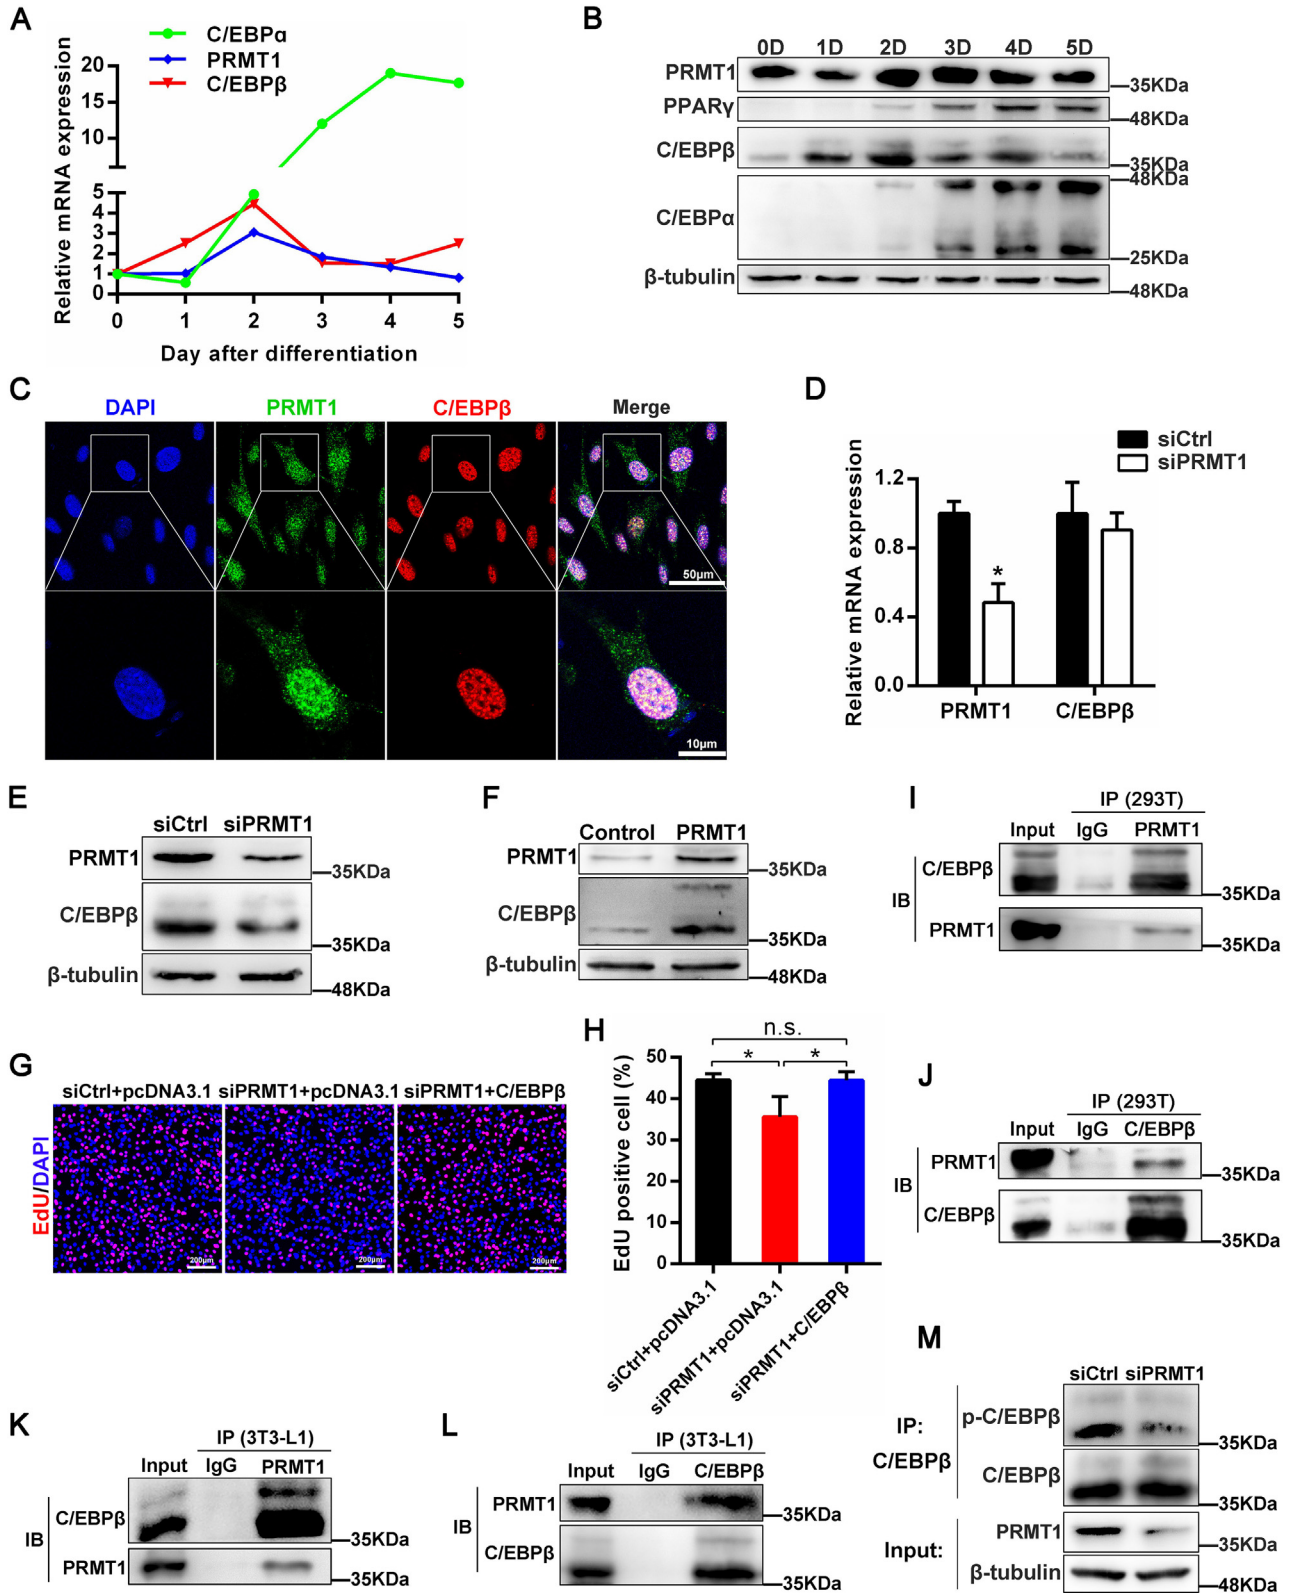 A
C/EBPα
PRMT1
C/EBPβ
Relative mRNA expression
20
15
10
5
4
3
2
1
0
0 1 2 3 4 5
Day after differentiation
B
0D 1D 2D 3D 4D 5D
PRMT1
35KDa
PPARγ
48KDa
C/EBPβ
35KDa
48KDa
C/EBPα
25KDa
β-tubulin
48KDa
C
DAPI PRMT1 C/EBPβ Merge
50μm
10μm
D
siCtrl
siPRMT1
Relative mRNA expression
1.2
0.8
0.4
0.0
*
PRMT1 C/EBPβ
E
siCtrl siPRMT1
PRMT1
35KDa
C/EBPβ
35KDa
β-tubulin
48KDa
F
Control PRMT1
PRMT1
35KDa
C/EBPβ
35KDa
β-tubulin
48KDa
I
IP (293T)
Input IgG PRMT1
IB
C/EBPβ
35KDa
PRMT1
35KDa
G
siCtrl+pcDNA3.1 siPRMT1+pcDNA3.1 siPRMT1+C/EBPβ
EdU/DAPI
200μm 200μm 200μm
H
n.s.
* *
EdU positive cell (%)
50
40
30
20
10
0
siCtrl+pcDNA3.1
siPRMT1+pcDNA3.1
siPRMT1+C/EBPβ
J
IP (293T)
Input IgG C/EBPβ
IB
PRMT1
35KDa
C/EBPβ
35KDa
K
IP (3T3-L1)
Input IgG PRMT1
IB
C/EBPβ
35KDa
PRMT1
35KDa
L
IP (3T3-L1)
Input IgG C/EBPβ
IB
PRMT1
35KDa
C/EBPβ
35KDa
M
siCtrl siPRMT1
IP:
C/EBPβ
p-C/EBPβ
35KDa
C/EBPβ
35KDa
Input:
PRMT1
35KDa
β-tubulin
48KDa